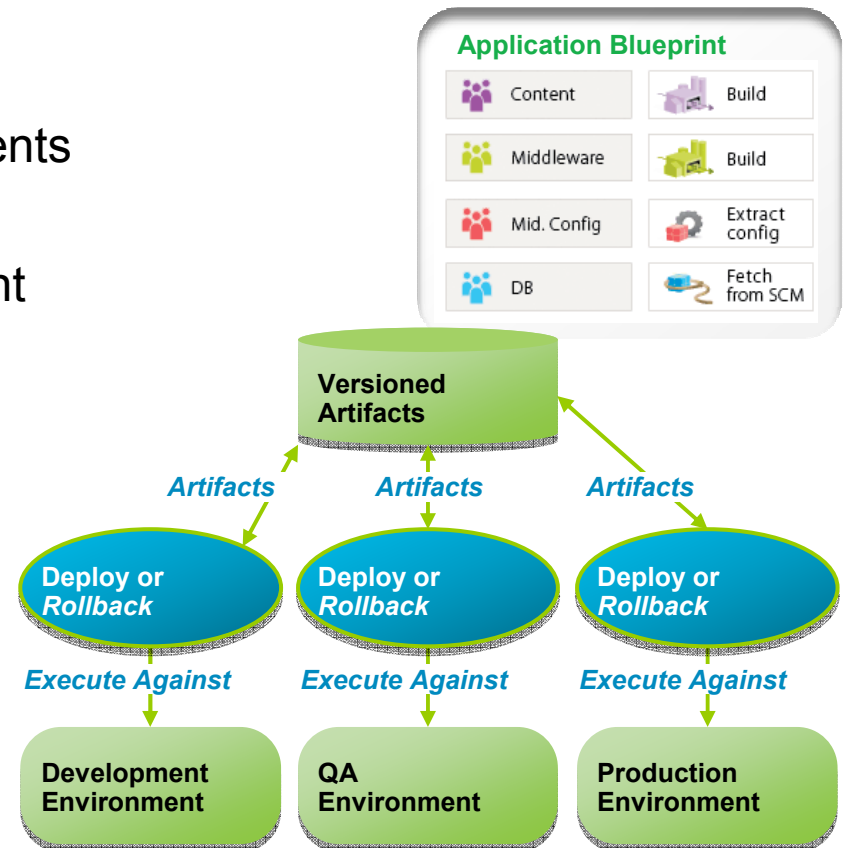 Application Blueprint
Content
Build
Middleware
Build
Mid. Config
Extract
config
DB
Fetch
from SCM
ents
nt
Versioned
Artifacts
Artifacts
Artifacts
Artifacts
Deploy or
Rollback
Deploy or
Rollback
Deploy or
Rollback
Execute Against
Execute Against
Execute Against
Development
Environment
QA
Environment
Production
Environment